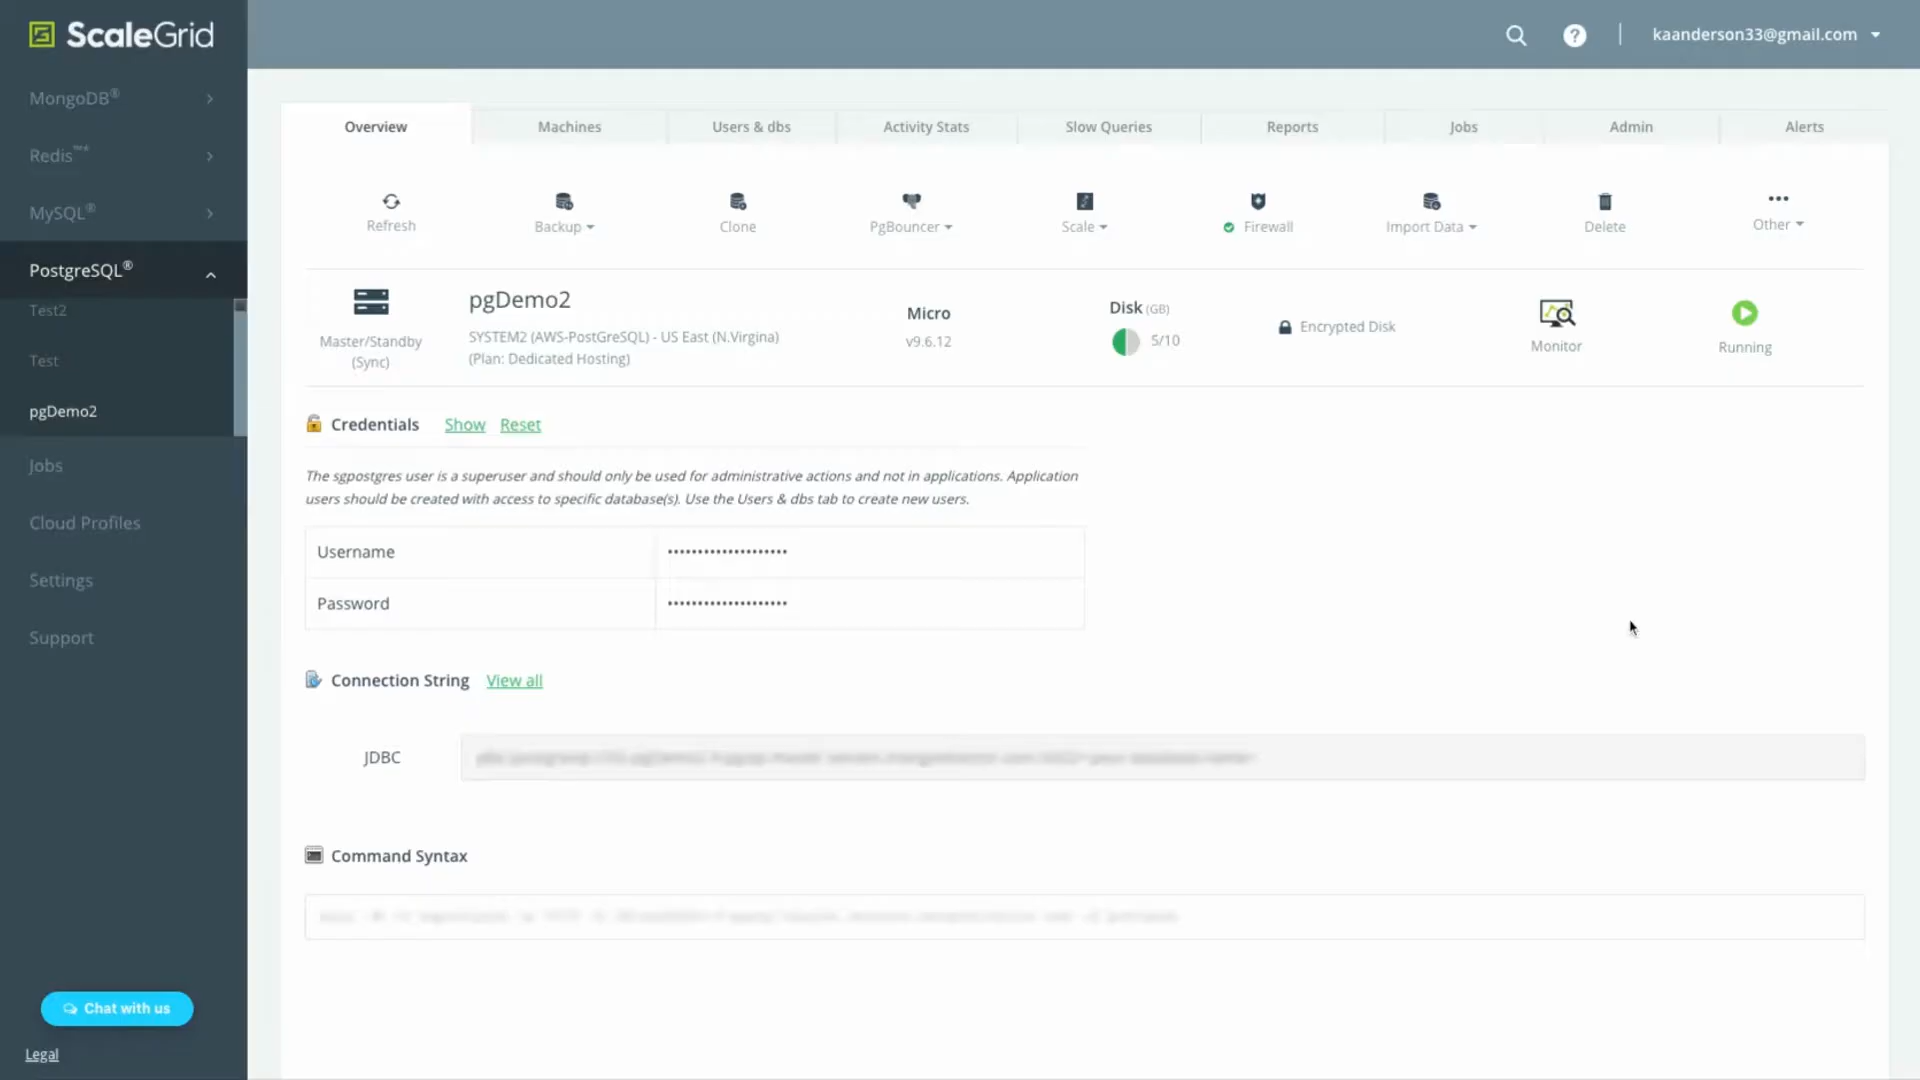 ScaleGrid
kaanderson33@gmail.com
MongoDB®
Redis™*
MySQL®
PostgreSQL®
Test2
Test
pgDemo2
Jobs
Cloud Profiles
Settings
Support
Chat with us
Legal
Overview Machines Users & dbs Activity Stats Slow Queries Reports Jobs Admin Alerts
Refresh Backup Clone PgBouncer Scale Firewall Import Data Delete Other
Master/Standby
(Sync)
pgDemo2
SYSTEM2 (AWS-PostGreSQL) - US East (N.Virgina)
(Plan: Dedicated Hosting)
Micro
v9.6.12
Disk (GB)
5/10
Encrypted Disk
Monitor
Running
Credentials Show Reset
The sgpostgres user is a superuser and should only be used for administrative actions and not in applications. Application
users should be created with access to specific database(s). Use the Users & dbs tab to create new users.
Username ••••••••••••••••••••
Password ••••••••••••••••••••
Connection String View all
JDBC
Command Syntax